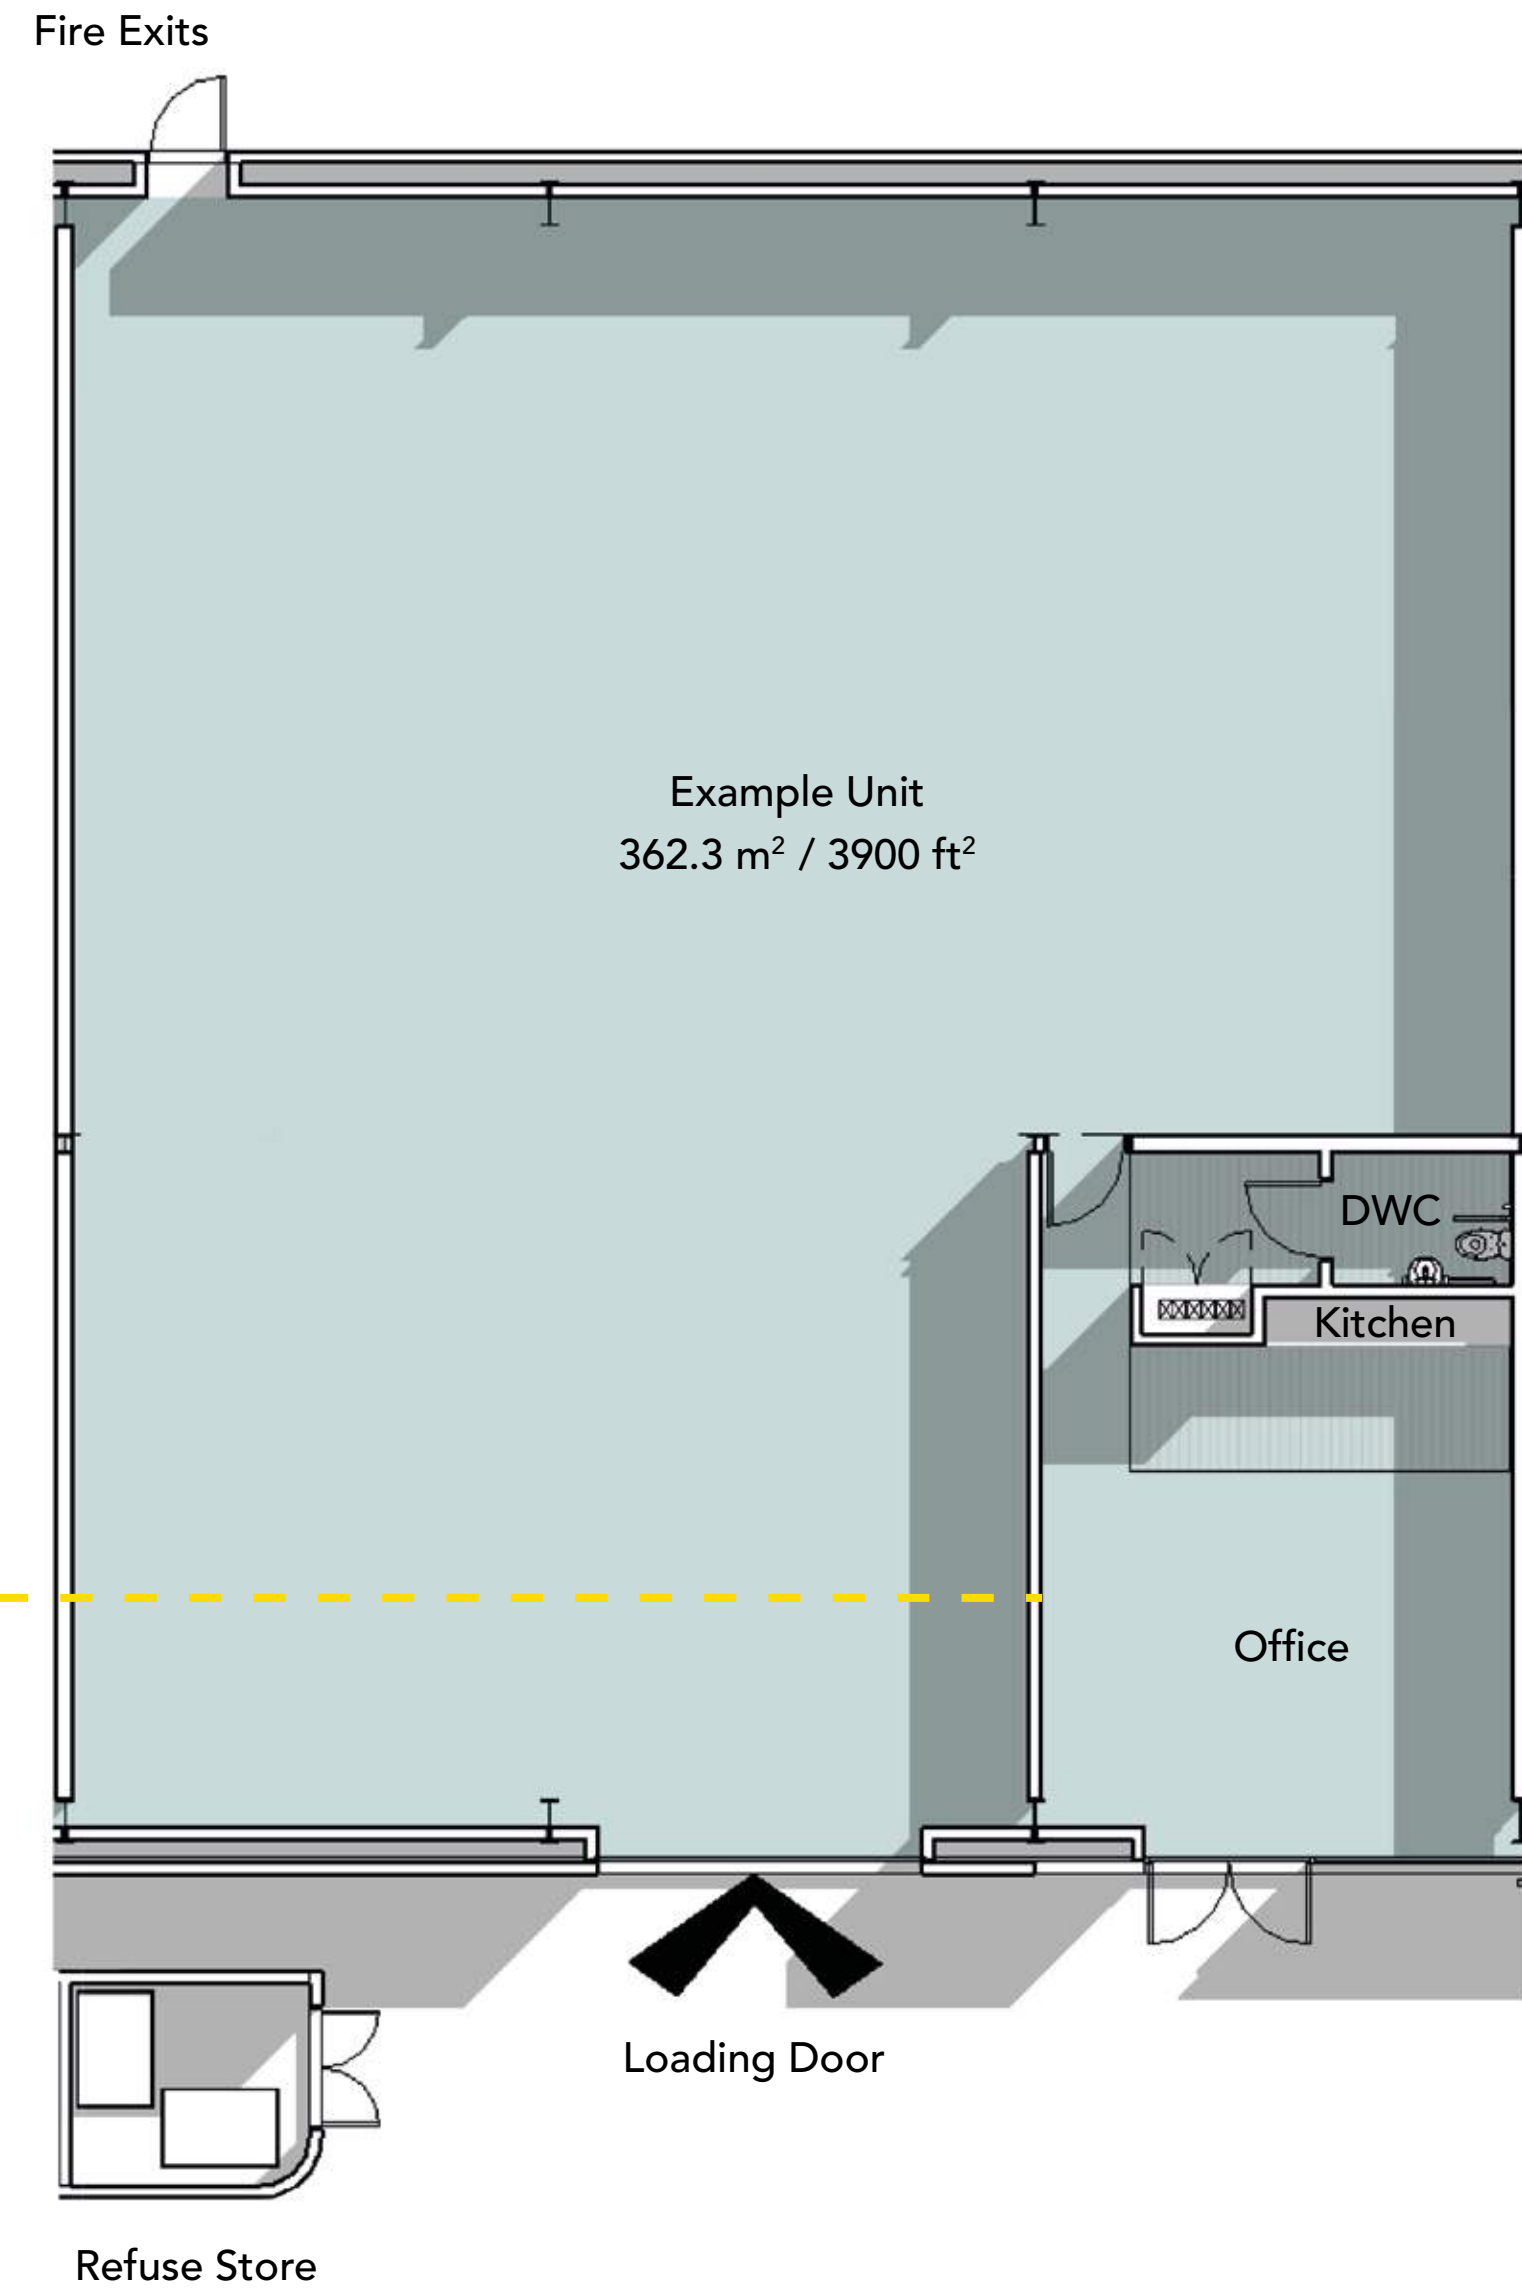 Fire Exits
Example Unit
362.3 m² / 3900 ft²
DWC
Kitchen
Office
Loading Door
Refuse Store